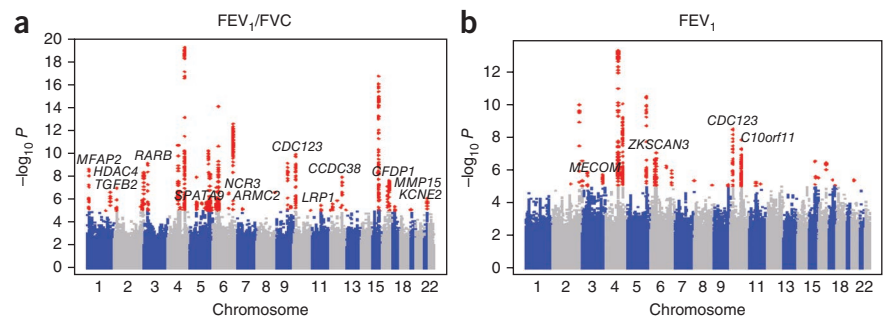 a
FEV1/FVC
20
18
16
14
12
10
8
6
4
2
0
–log10 P
MFAP2
HDAC4
TGFB2
RARB
SPATA9
NCR3
ARMC2
CDC123
LRP1
CCDC38
CFDP1
MMP15
KCNE2
1 2 3 4 6 7 8 9 10 11 13 15 18 22
Chromosome
b
FEV1
12
10
8
6
4
2
0
–log10 P
MECOM
ZKSCAN3
CDC123
C10orf11
1 2 3 4 5 6 7 8 9 11 13 15 18 22
Chromosome